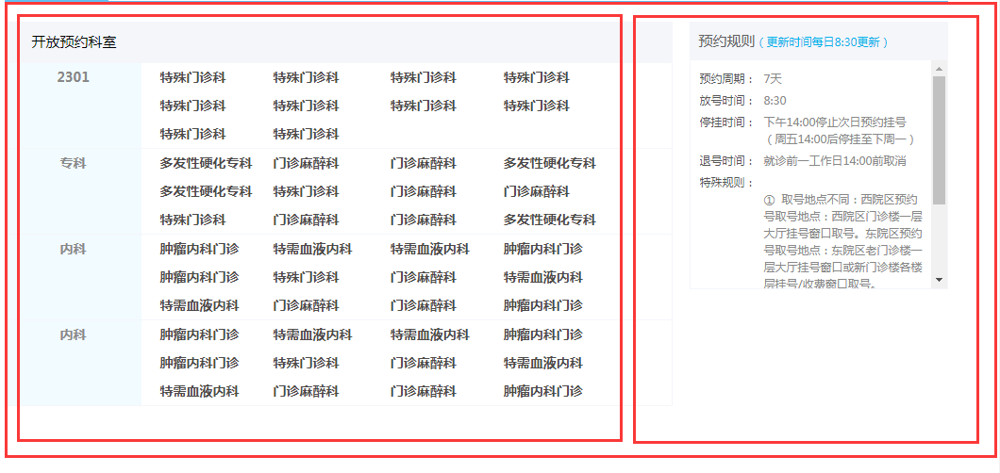 开放预约科室
2301 特殊门诊科 特殊门诊科 特殊门诊科 特殊门诊科
特殊门诊科 特殊门诊科 特殊门诊科 特殊门诊科
特殊门诊科 特殊门诊科
专科 多发性硬化专科 门诊麻醉科 门诊麻醉科 多发性硬化专科
多发性硬化专科 特殊门诊科 门诊麻醉科 门诊麻醉科
特殊门诊科 门诊麻醉科 门诊麻醉科 多发性硬化专科
内科 肿瘤内科门诊 特需血液内科 特需血液内科 肿瘤内科门诊
肿瘤内科门诊 特殊门诊科 门诊麻醉科 特需血液内科
特需血液内科 门诊麻醉科 门诊麻醉科 肿瘤内科门诊
内科 肿瘤内科门诊 特需血液内科 特需血液内科 肿瘤内科门诊
肿瘤内科门诊 特殊门诊科 门诊麻醉科 特需血液内科
特需血液内科 门诊麻醉科 门诊麻醉科 肿瘤内科门诊
预约规则（更新时间每日8:30更新）
预约周期： 7天
放号时间： 8:30
停挂时间： 下午14:00停止次日预约挂号
（周五14:00后停挂至下周一）
退号时间： 就诊前一工作日14:00前取消
特殊规则：
① 取号地点不同：西院区预约
号取号地点：西院区门诊楼一层
大厅挂号窗口取号。东院区预约
号取号地点：东院区老门诊楼一
层大厅挂号窗口或新门诊楼各楼
层挂号/收费窗口取号。